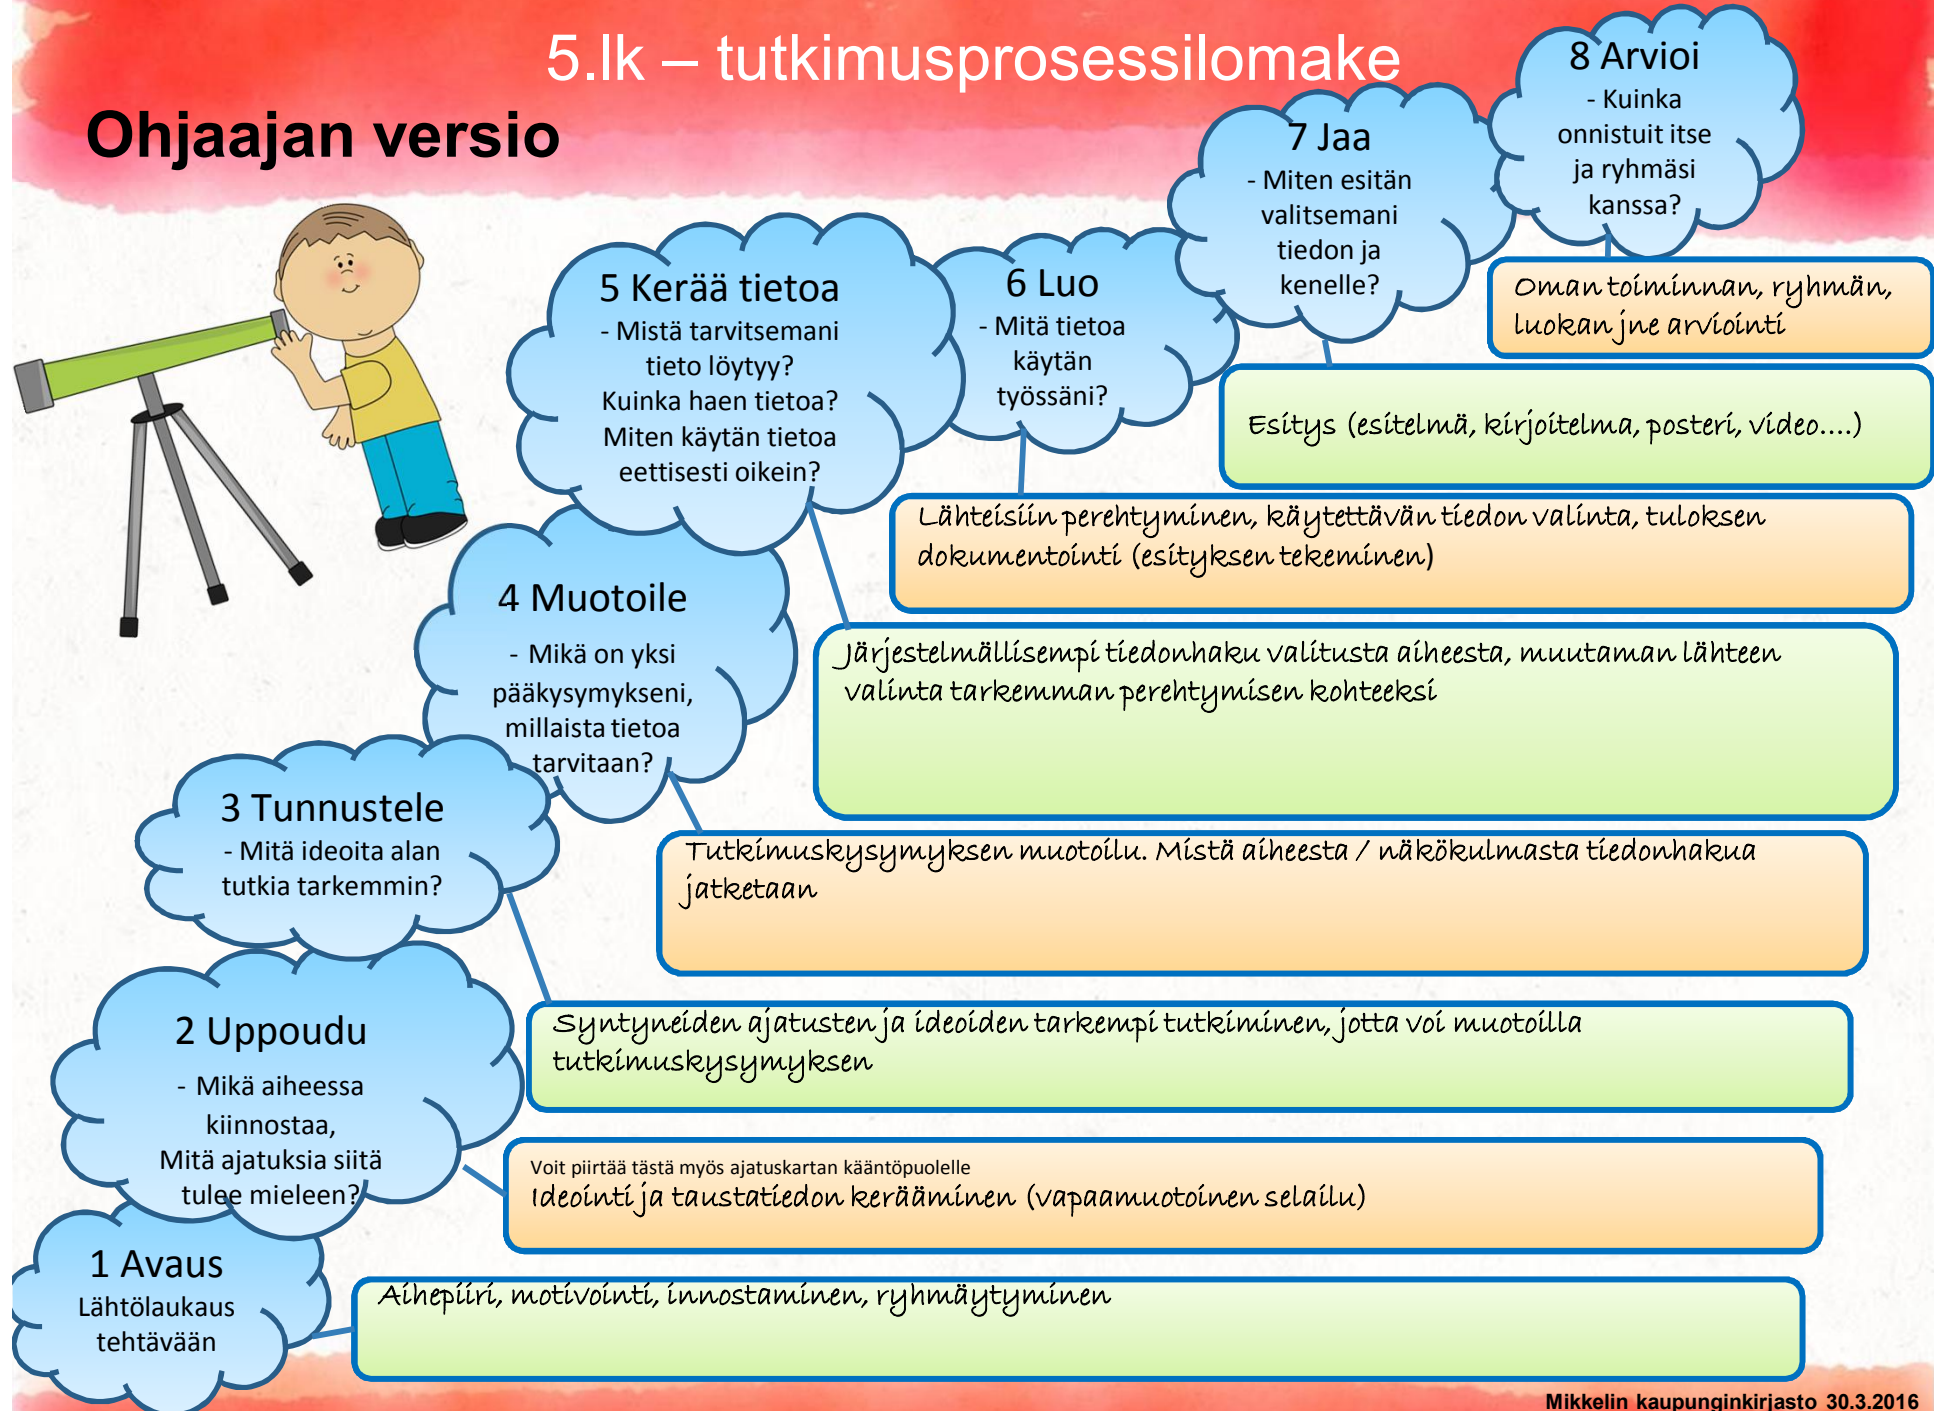 5.lk – tutkimusprosessilomake
Ohjaajan versio
8 Arvioi
- Kuinka
onnistuit itse
ja ryhmäsi
kanssa?
Oman toiminnan, ryhmän,
luokan jne arviointi
7 Jaa
- Miten esitän
valitsemani
tiedon ja
kenelle?
Esitys (esitelmä, kirjoitelma, posteri, video....)
6 Luo
- Mitä tietoa
käytän
työssäni?
Lähteisiin perehtyminen, käytettävän tiedon valinta, tuloksen
dokumentointi (esityksen tekeminen)
5 Kerää tietoa
- Mistä tarvitsemani
tieto löytyy?
Kuinka haen tietoa?
Miten käytän tietoa
eettisesti oikein?
Järjestelmällisempi tiedonhaku valitusta aiheesta, muutaman lähteen
valinta tarkemman perehtymisen kohteeksi
4 Muotoile
- Mikä on yksi
pääkysymykseni,
millaista tietoa
tarvitaan?
Tutkimuskysymyksen muotoilu. Mistä aiheesta / näkökulmasta tiedonhakua
jatketaan
3 Tunnustele
- Mitä ideoita alan
tutkia tarkemmin?
Syntyneiden ajatusten ja ideoiden tarkempi tutkiminen, jotta voi muotoilla
tutkimuskysymyksen
2 Uppoudu
- Mikä aiheessa
kiinnostaa,
Mitä ajatuksia siitä
tulee mieleen?
Voit piirtää tästä myös ajatuskartan kääntöpuolelle
Ideointi ja taustatiedon kerääminen (vapaamuotoinen selailu)
1 Avaus
Lähtölaukaus
tehtävään
Aihepiiri, motivointi, innostaminen, ryhmäytyminen
Mikkelin kaupunginkirjasto 30.3.2016